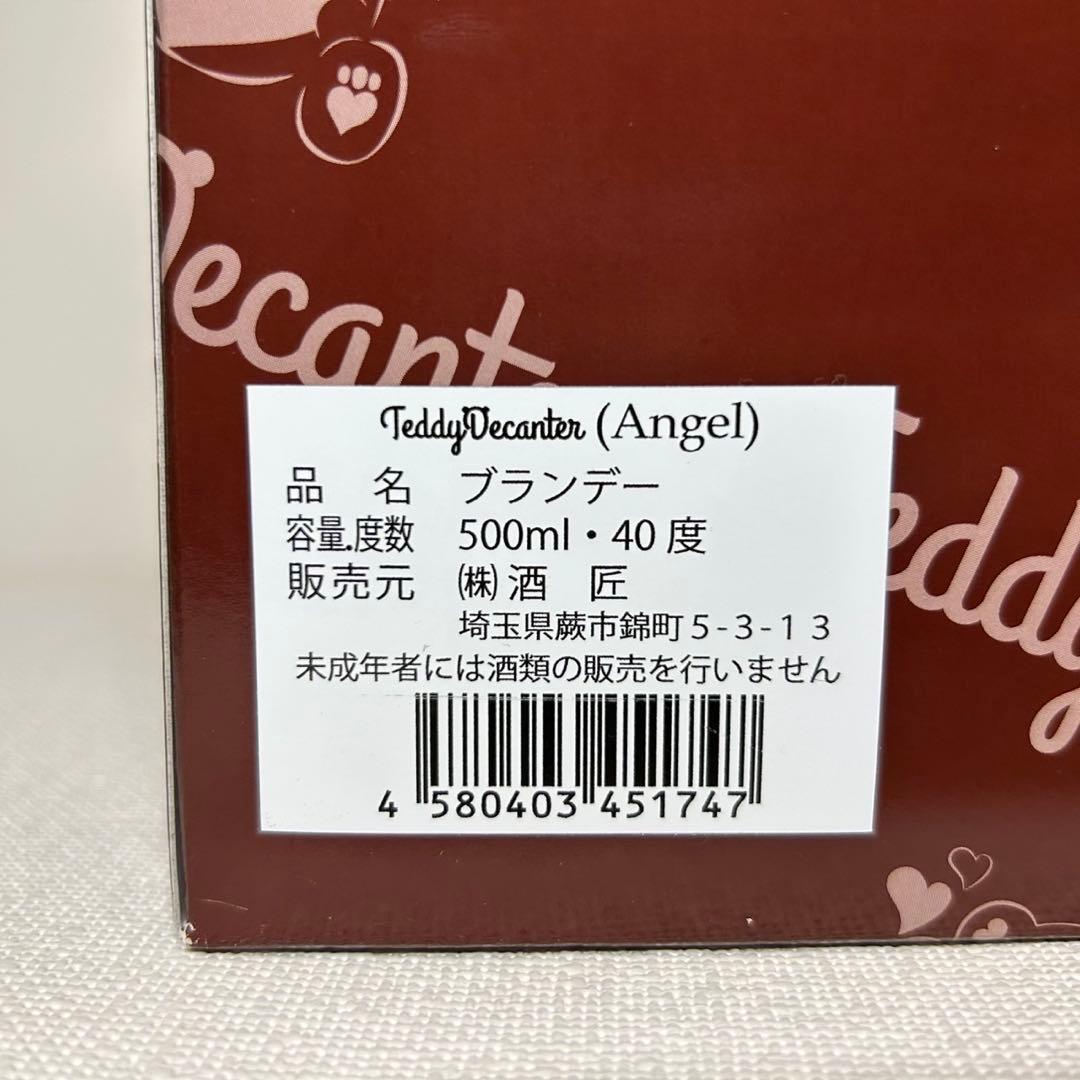 Decanter
Teddy
TeddyDecanter (Angel)
品　名　ブランデー
容量.度数　500ml・40度
販売元　㈱酒　匠
埼玉県蕨市錦町5-3-13
未成年者には酒類の販売を行いません
4 580403 451747